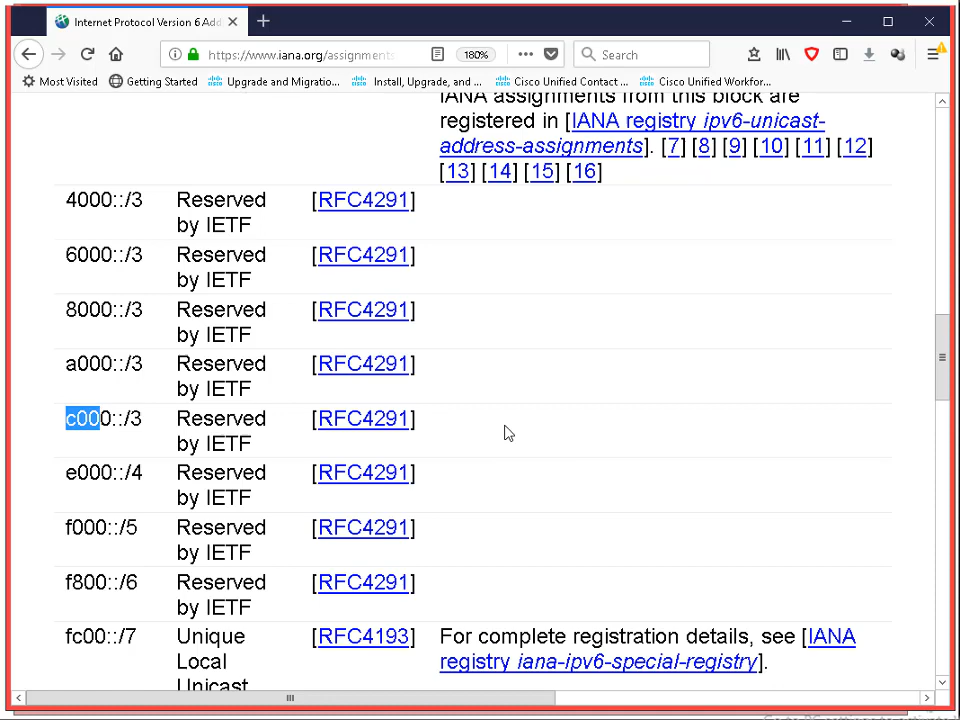 Internet Protocol Version 6 Add
https://www.iana.org/assignments
180%
Search
Most Visited
Getting Started
Upgrade and Migratio...
Install, Upgrade, and ...
Cisco Unified Contact ...
Cisco Unified Workfor...
IANA assignments from this block are
registered in [IANA registry ipv6-unicast-
address-assignments]. [7] [8] [9] [10] [11] [12]
[13] [14] [15] [16]
4000::/3 Reserved [RFC4291]
by IETF
6000::/3 Reserved [RFC4291]
by IETF
8000::/3 Reserved [RFC4291]
by IETF
a000::/3 Reserved [RFC4291]
by IETF
c000::/3 Reserved [RFC4291]
by IETF
e000::/4 Reserved [RFC4291]
by IETF
f000::/5 Reserved [RFC4291]
by IETF
f800::/6 Reserved [RFC4291]
by IETF
fc00::/7 Unique [RFC4193] For complete registration details, see [IANA
Local registry iana-ipv6-special-registry].
Unicast